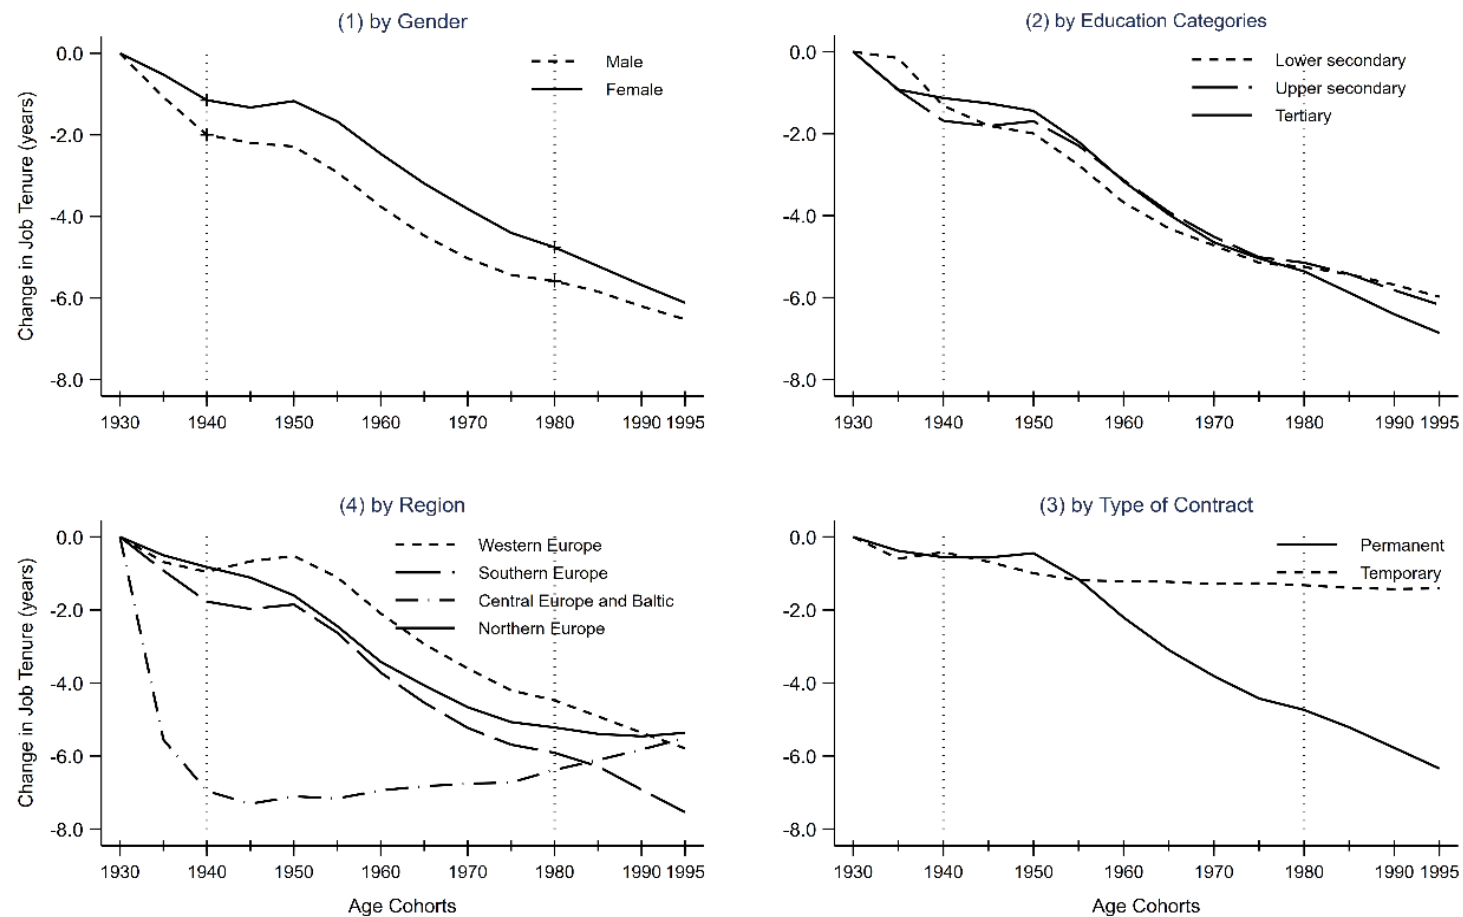 (1) by Gender
Change in Job Tenure (years)
0.0
-2.0
-4.0
-6.0
-8.0
Male
Female
1930 1940 1950 1960 1970 1980 1990 1995
(2) by Education Categories
0.0
-2.0
-4.0
-6.0
-8.0
Lower secondary
Upper secondary
Tertiary
1930 1940 1950 1960 1970 1980 1990 1995
(4) by Region
Change in Job Tenure (years)
0.0
-2.0
-4.0
-6.0
-8.0
Western Europe
Southern Europe
Central Europe and Baltic
Northern Europe
1930 1940 1950 1960 1970 1980 1990 1995
Age Cohorts
(3) by Type of Contract
0.0
-2.0
-4.0
-6.0
-8.0
Permanent
Temporary
1930 1940 1950 1960 1970 1980 1990 1995
Age Cohorts